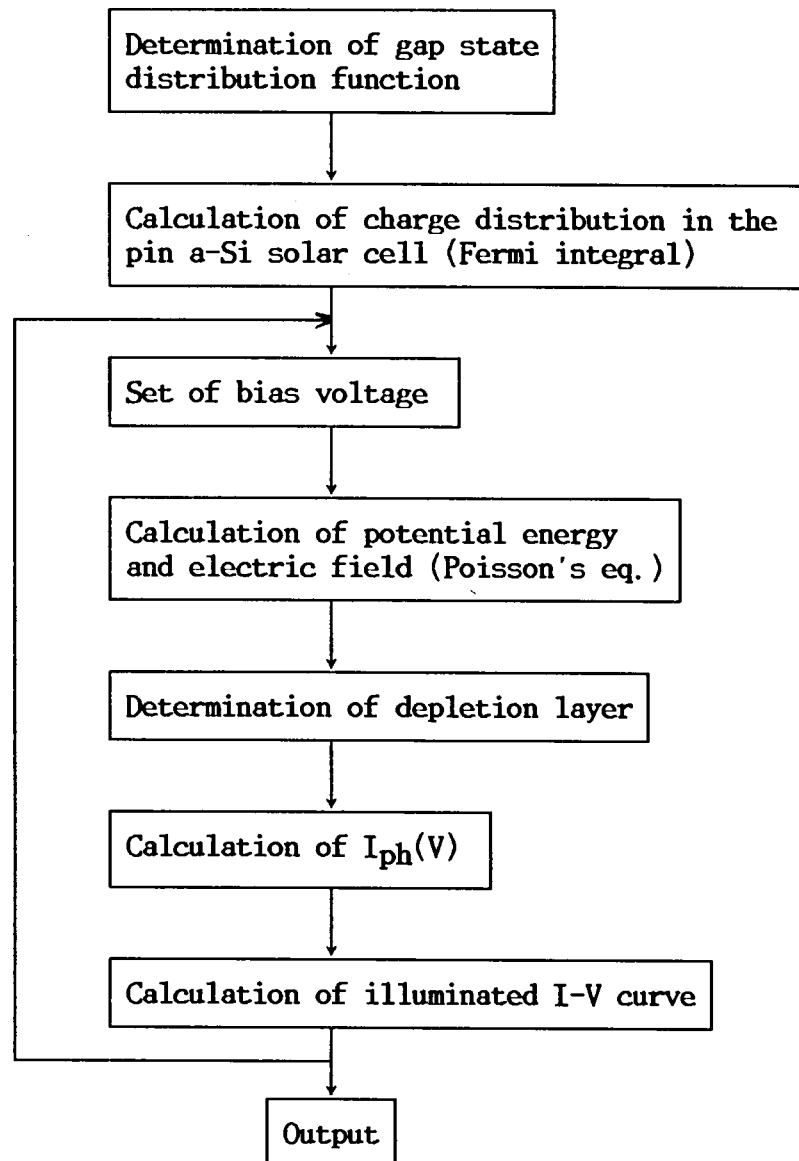 Determination of gap state
distribution function
Calculation of charge distribution in the
pin a-Si solar cell (Fermi integral)
Set of bias voltage
Calculation of potential energy
and electric field (Poisson's eq.)
Determination of depletion layer
Calculation of Iph(V)
Calculation of illuminated I-V curve
Output